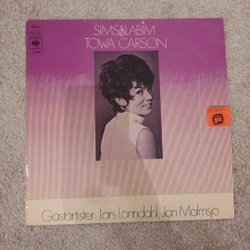 SIMSALABIM
TOWA CARSON
Gästartister: Lars Lönndahl, Jan Malmsjö